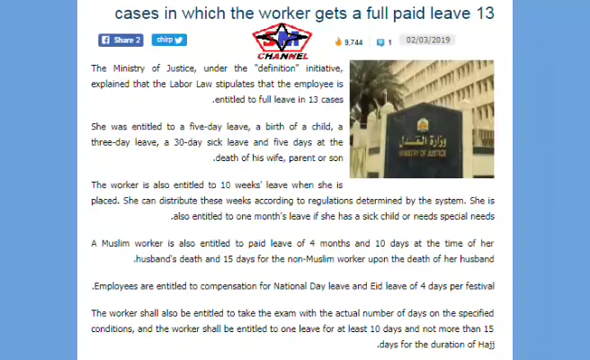 cases in which the worker gets a full paid leave 13
Share 2
chirp
SM
CHANNEL
9,744
1
02/03/2019
The Ministry of Justice, under the "definition" initiative,
explained that the Labor Law stipulates that the employee is
.entitled to full leave in 13 cases
وزارة العدل
MINISTRY OF JUSTICE
She was entitled to a five-day leave, a birth of a child, a
three-day leave, a 30-day sick leave and five days at the
.death of his wife, parent or son
The worker is also entitled to 10 weeks' leave when she is
placed. She can distribute these weeks according to regulations determined by the system. She is
.also entitled to one month's leave if she has a sick child or needs special needs
A Muslim worker is also entitled to paid leave of 4 months and 10 days at the time of her
.husband's death and 15 days for the non-Muslim worker upon the death of her husband
.Employees are entitled to compensation for National Day leave and Eid leave of 4 days per festival
The worker shall also be entitled to take the exam with the actual number of days on the specified
conditions, and the worker shall be entitled to one leave for at least 10 days and not more than 15
.days for the duration of Hajj